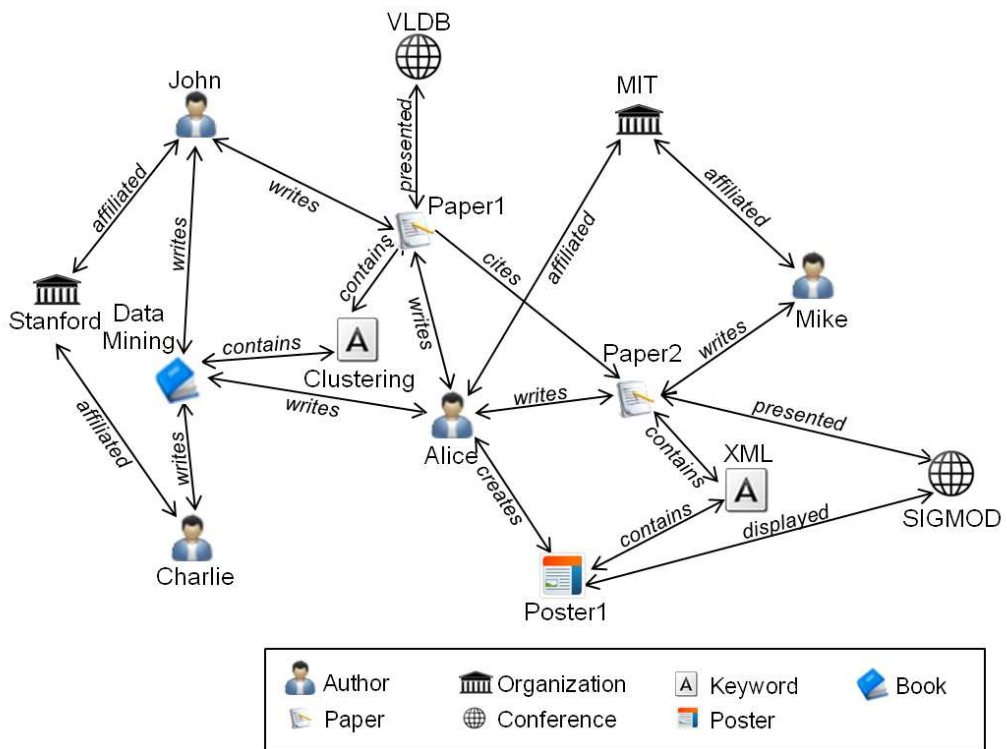 VLDB
John
MIT
presented
affiliated
writes
affiliated
Paper1
writes
contains
cites
affiliated
Stanford
Data
Mining
Mike
writes
contains
Clustering
Paper2
writes
writes
writes
presented
Alice
XML
contains
affiliated
writes
creates
contains
displayed
SIGMOD
Charlie
Poster1
Author
Organization
Keyword
Book
Paper
Conference
Poster